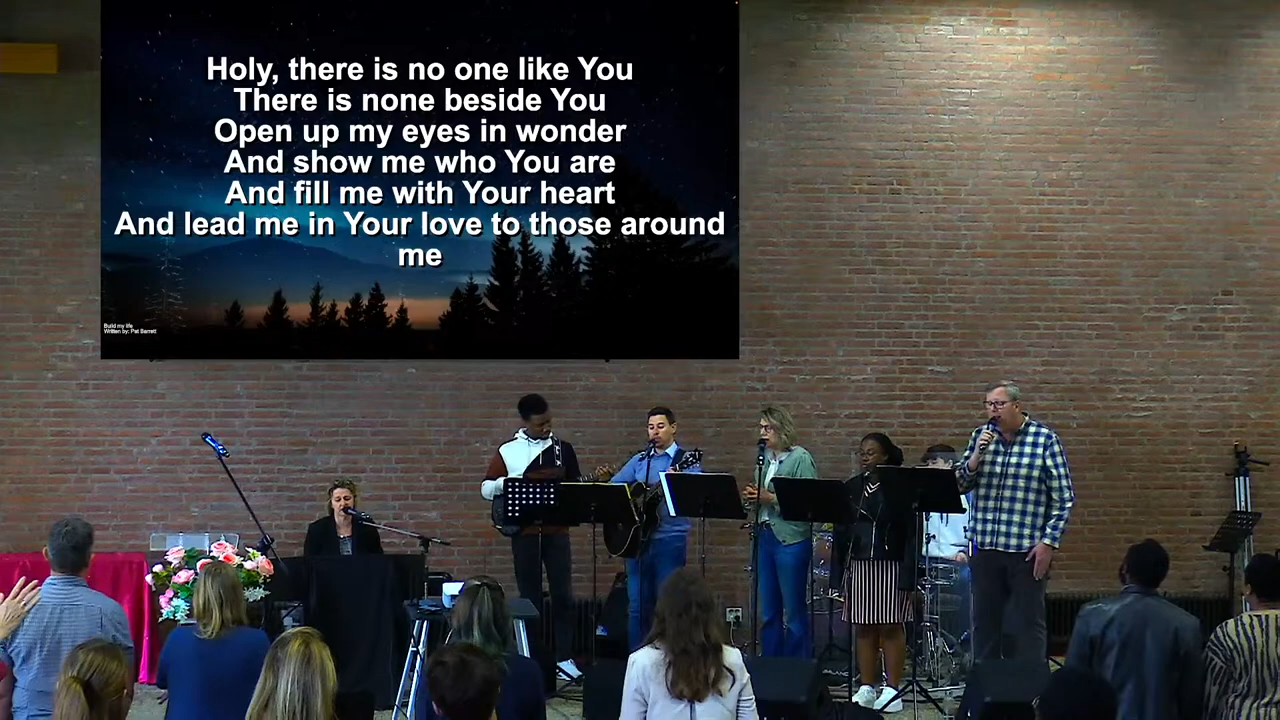 Holy, there is no one like You
There is none beside You
Open up my eyes in wonder
And show me who You are
And fill me with Your heart
And lead me in Your love to those around
me
Build my life
Written by: Pat Barrett